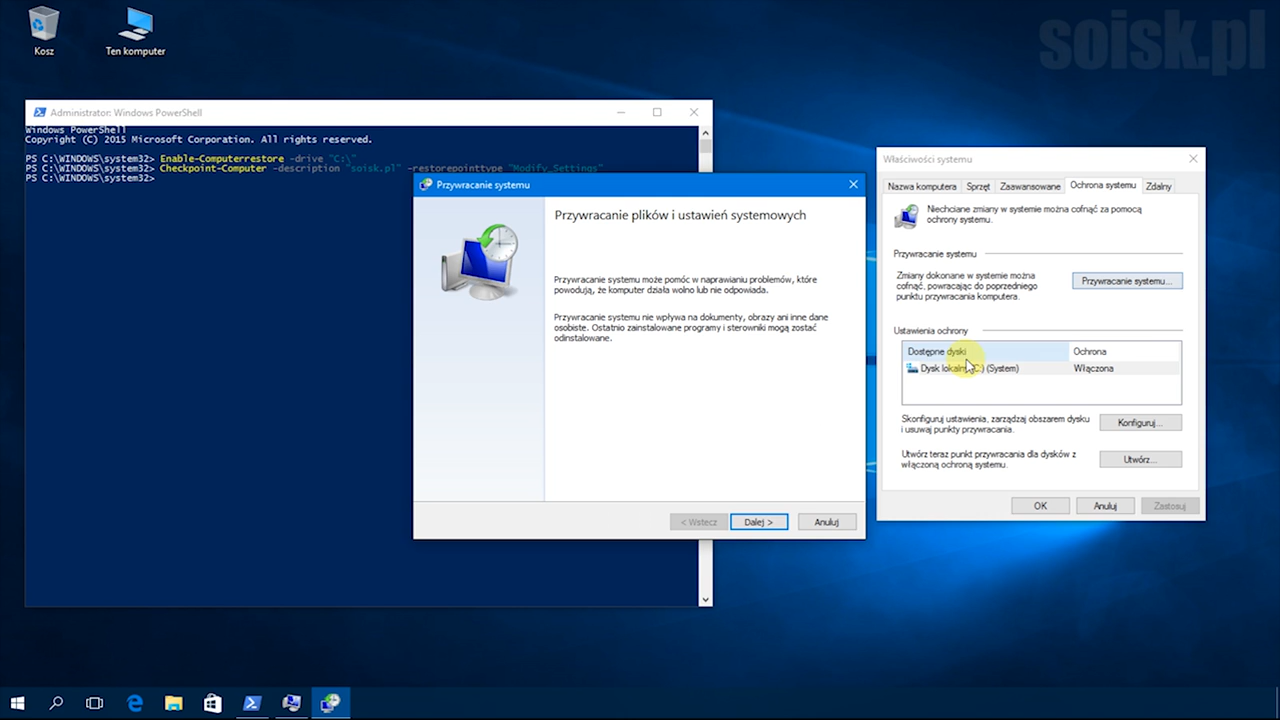 soisk.pl
Kosz
Ten komputer
Administrator: Windows PowerShell
Windows PowerShell
Copyright (C) 2015 Microsoft Corporation. All rights reserved.
PS C:\WINDOWS\system32> Enable-Computerrestore -drive "C:\"
PS C:\WINDOWS\system32> Checkpoint-Computer -description "soisk.pl" -restorepointtype "Modify_Settings"
PS C:\WINDOWS\system32>
Przywracanie systemu
Przywracanie plików i ustawień systemowych
Przywracanie systemu może pomóc w naprawianiu problemów, które
powodują, że komputer działa wolno lub nie odpowiada.
Przywracanie systemu nie wpływa na dokumenty, obrazy ani inne dane
osobiste. Ostatnio zainstalowane programy i sterowniki mogą zostać
odinstalowane.
< Wstecz
Dalej >
Anuluj
Właściwości systemu
Nazwa komputera Sprzęt Zaawansowane Ochrona systemu Zdalny
Niechciane zmiany w systemie można cofnąć za pomocą
ochrony systemu.
Przywracanie systemu
Zmiany dokonane w systemie można
cofnąć, powracając do poprzedniego
punktu przywracania komputera.
Przywracanie systemu...
Ustawienia ochrony
Dostępne dyski Ochrona
Dysk lokalny (C:) (System) Włączona
Skonfiguruj ustawienia, zarządzaj obszarem dysku
i usuwaj punkty przywracania.
Konfiguruj...
Utwórz teraz punkt przywracania dla dysków z
włączoną ochroną systemu.
Utwórz...
OK
Anuluj
Zastosuj